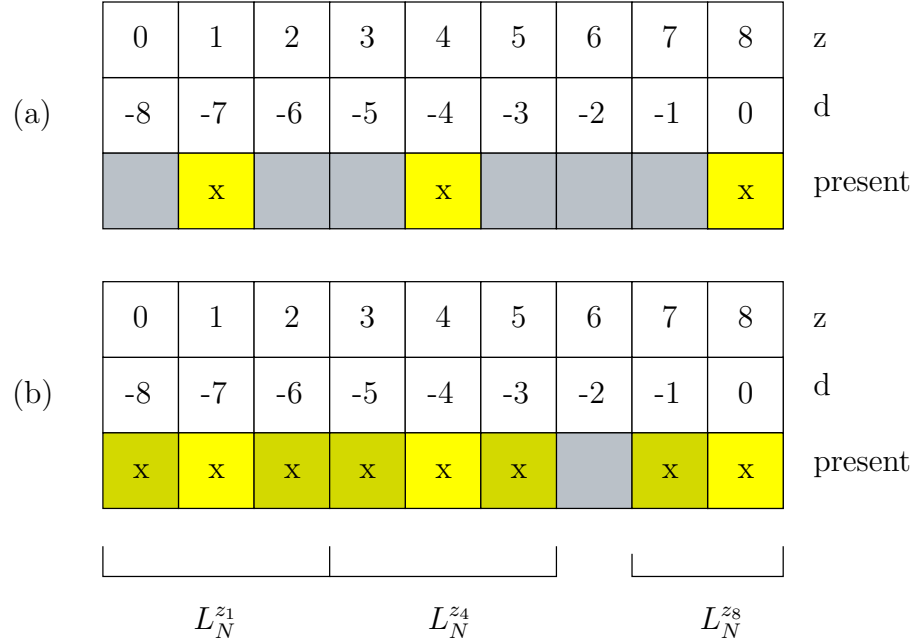 0 1 2 3 4 5 6 7 8 z
(a) -8 -7 -6 -5 -4 -3 -2 -1 0 d
x x x present
0 1 2 3 4 5 6 7 8 z
(b) -8 -7 -6 -5 -4 -3 -2 -1 0 d
x x x x x x x x present
L_N^{z_1} L_N^{z_4} L_N^{z_8}